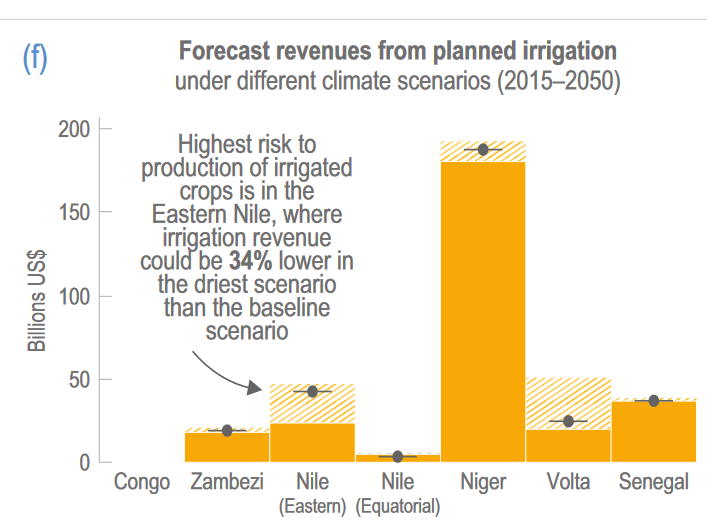 (f)
Forecast revenues from planned irrigation
under different climate scenarios (2015–2050)
Billions US$
200
150
100
50
0
Highest risk to
production of irrigated
crops is in the
Eastern Nile, where
irrigation revenue
could be 34% lower in
the driest scenario
than the baseline
scenario
Congo Zambezi Nile Nile Niger Volta Senegal
(Eastern) (Equatorial)